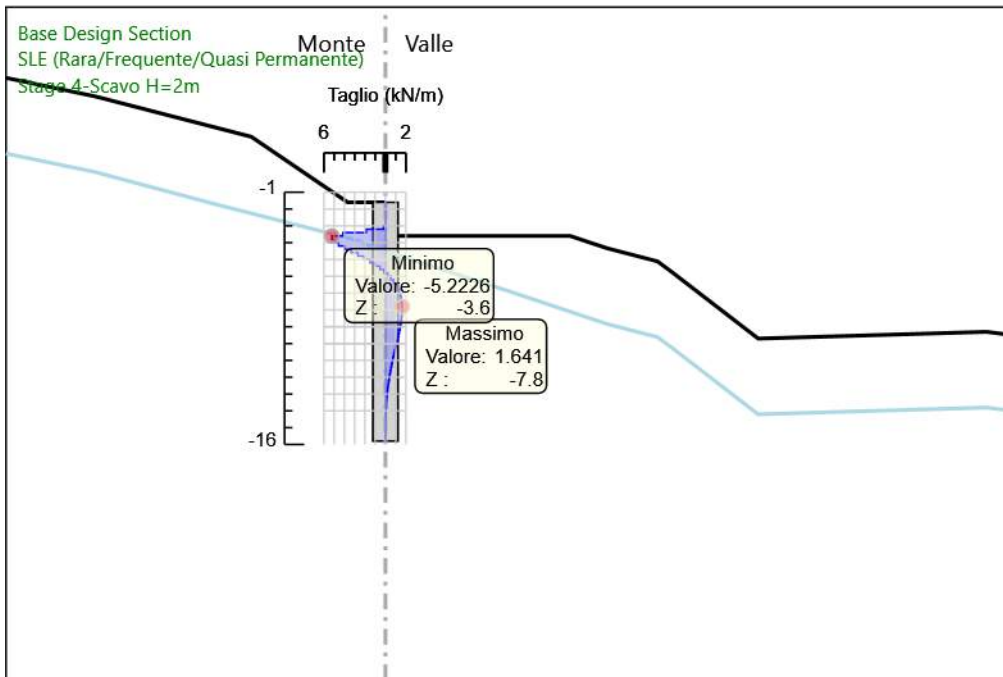 Base Design Section
SLE (Rara/Frequente/Quasi Permanente)
Stage 4-Scavo H=2m
Monte
Valle
Taglio (kN/m)
6
2
-1
-16
Minimo
Valore: -5.2226
Z : -3.6
Massimo
Valore: 1.641
Z : -7.8